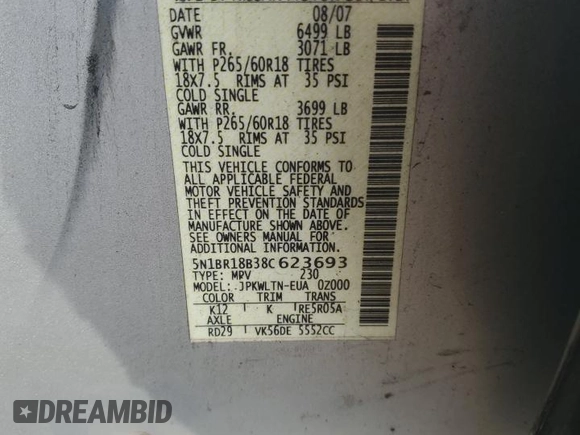 DATE 08/07
GVWR 6499 LB
GAWR FR. 3071 LB
WITH P265/60R18 TIRES
18X7.5 RIMS AT 35 PSI
COLD SINGLE
GAWR RR. 3699 LB
WITH P265/60R18 TIRES
18X7.5 RIMS AT 35 PSI
COLD SINGLE
THIS VEHICLE CONFORMS TO
ALL APPLICABLE FEDERAL
MOTOR VEHICLE SAFETY AND
THEFT PREVENTION STANDARDS
IN EFFECT ON THE DATE OF
MANUFACTURE SHOWN ABOVE.
SEE OWNERS MANUAL FOR
ADDITIONAL INFORMATION.
5N1BR18B38C623693
TYPE: MPV 230
MODEL: JPKWLTN-EUA 0Z000
COLOR TRIM TRANS
K12 K RE5R05A
AXLE ENGINE
RD29 VK56DE 5552CC
DREAMBID